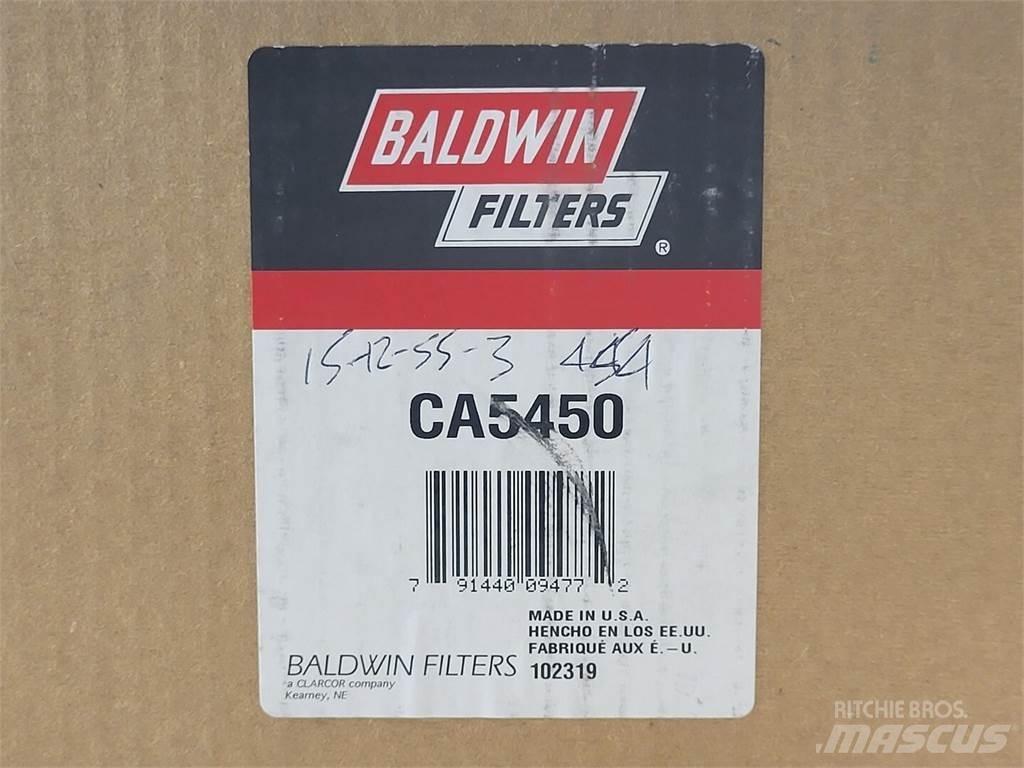 BALDWIN
FILTERS
®
15-12-55-3 454
CA5450
7 91440 09477 2
MADE IN U.S.A.
HENCHO EN LOS EE.UU.
FABRIQUÉ AUX É.–U.
102319
BALDWIN FILTERS
a CLARCOR company
Kearney, NE
RITCHIE BROS.
MASCUS